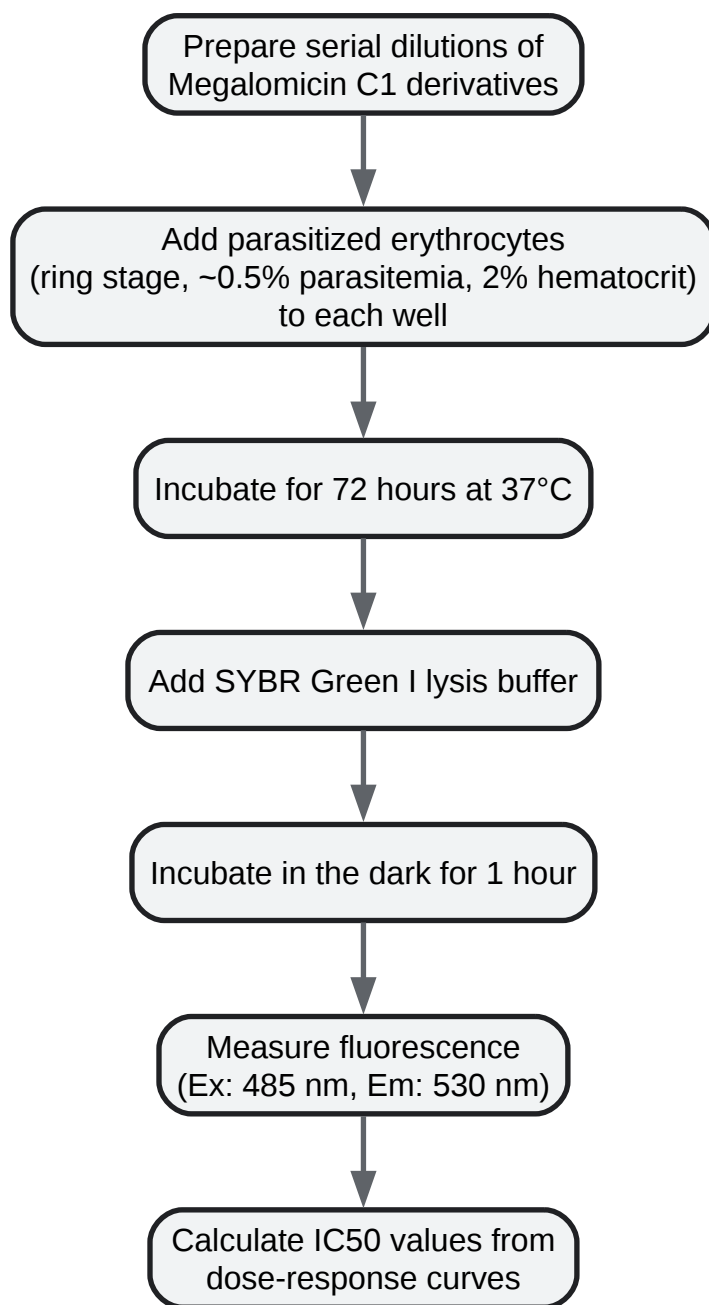 Prepare serial dilutions of
Megalomicin C1 derivatives
Add parasitized erythrocytes
(ring stage, ~0.5% parasitemia, 2% hematocrit)
to each well
Incubate for 72 hours at 37°C
Add SYBR Green I lysis buffer
Incubate in the dark for 1 hour
Measure fluorescence
(Ex: 485 nm, Em: 530 nm)
Calculate IC50 values from
dose-response curves